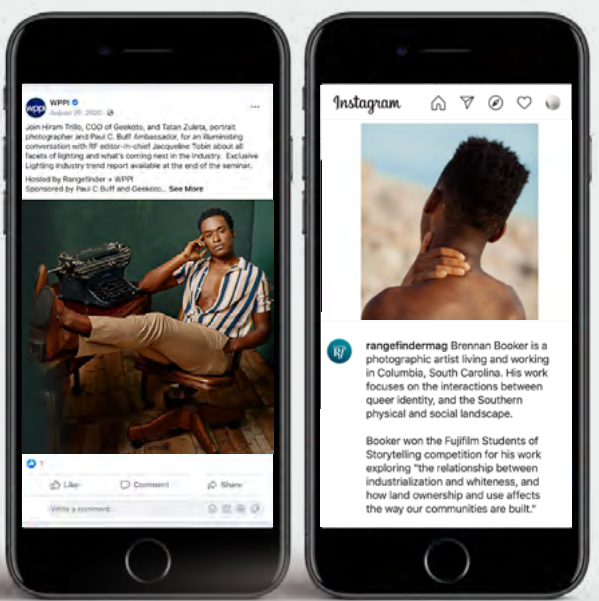 wppi
WPPI
August 20, 2020
Join Hiram Trillo, COO of Geekoto, and Tatan Zuleta, portrait
photographer and Paul C. Buff Ambassador, for an illuminating
conversation with RF editor-in-chief Jacqueline Tobin about all
facets of lighting and what's coming next in the industry. Exclusive
Lighting industry trend report available at the end of the seminar.
Hosted by Rangefinder + WPPI
Sponsored by Paul C Buff and Geekoto... See More
1
Like
Comment
Share
Write a comment...
Instagram
Rf
rangefindermag Brennan Booker is a
photographic artist living and working
in Columbia, South Carolina. His work
focuses on the interactions between
queer identity, and the Southern
physical and social landscape.
Booker won the Fujifilm Students of
Storytelling competition for his work
exploring "the relationship between
industrialization and whiteness, and
how land ownership and use affects
the way our communities are built."